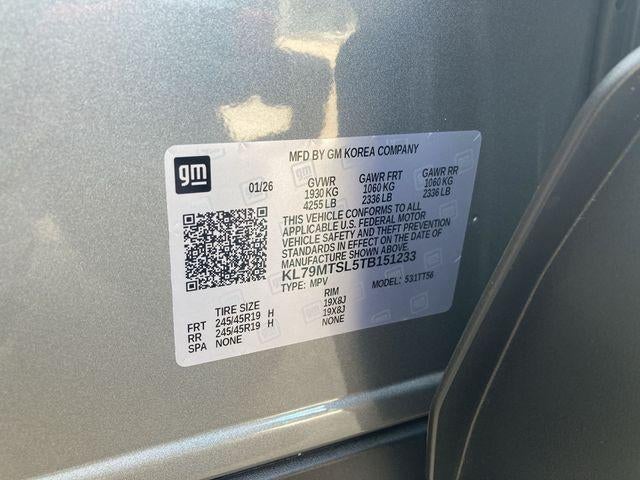 MFD BY GM KOREA COMPANY
gm
01/26 GVWR GAWR FRT GAWR RR
1930 KG 1060 KG 1060 KG
4255 LB 2336 LB 2336 LB
THIS VEHICLE CONFORMS TO ALL
APPLICABLE U.S. FEDERAL MOTOR
VEHICLE SAFETY AND THEFT PREVENTION
STANDARDS IN EFFECT ON THE DATE OF
MANUFACTURE SHOWN ABOVE.
KL79MTSL5TB151233
TYPE: MPV MODEL: 531TT56
TIRE SIZE RIM
FRT 245/45R19 H 19X8J
RR 245/45R19 H 19X8J
SPA NONE NONE